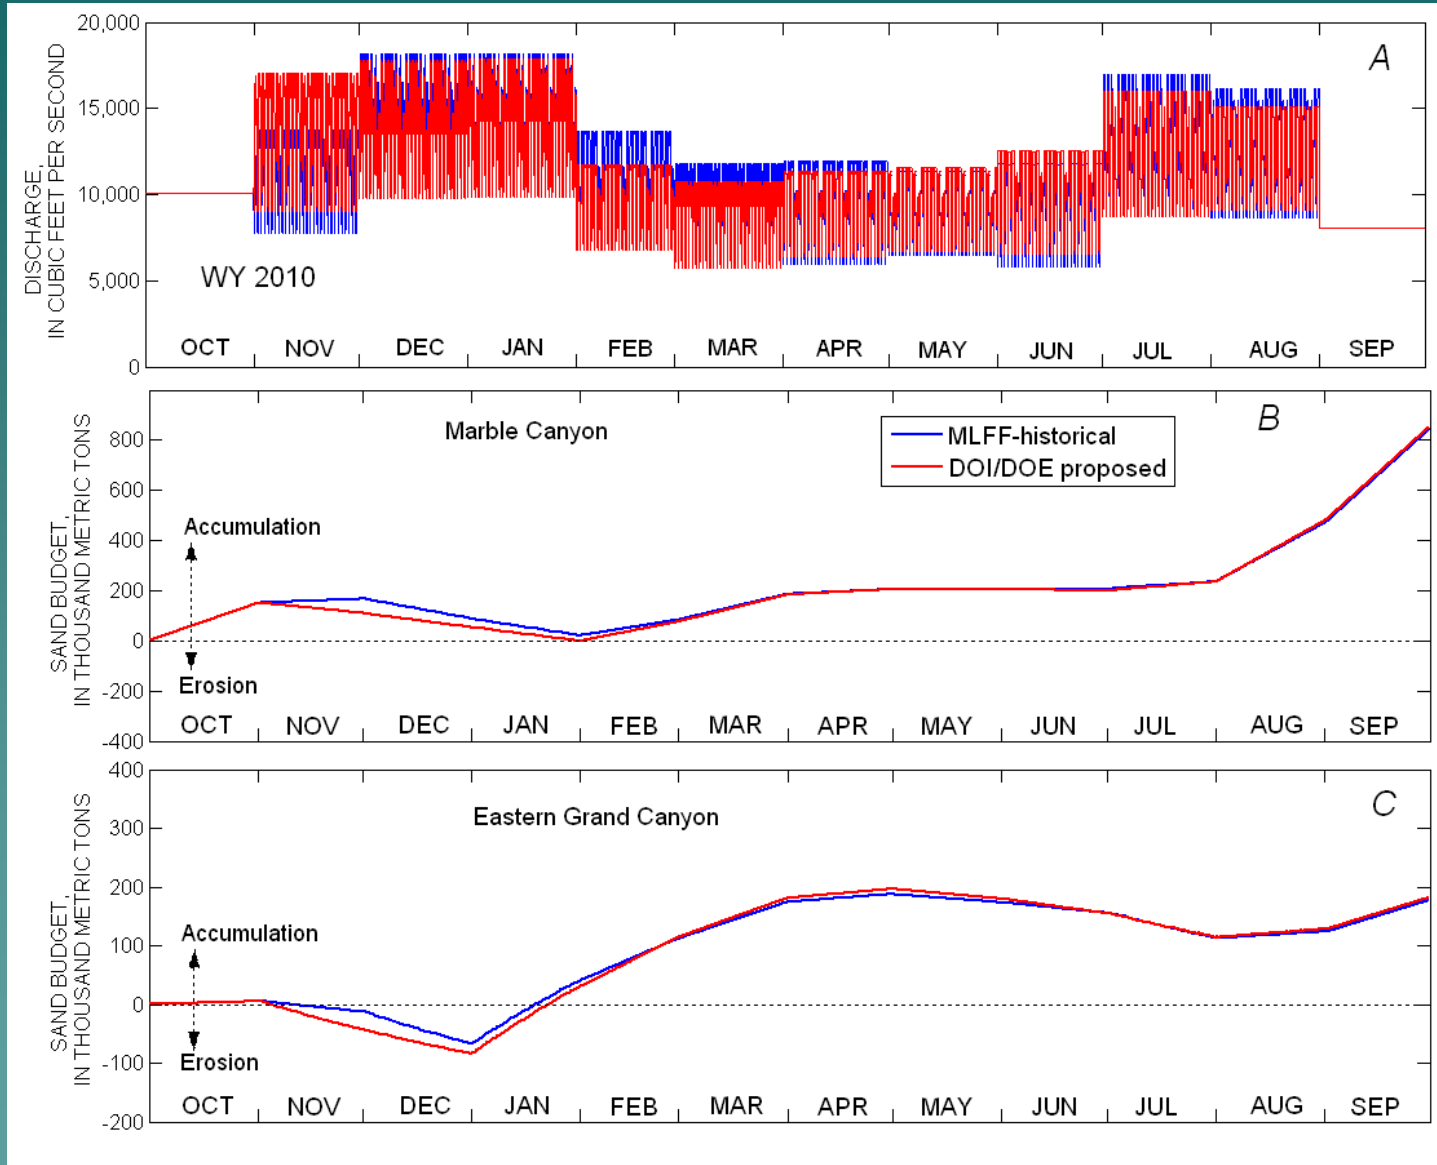 A
DISCHARGE,
IN CUBIC FEET PER SECOND
20,000
15,000
10,000
5,000
0
WY 2010
OCT NOV DEC JAN FEB MAR APR MAY JUN JUL AUG SEP
B
Marble Canyon
MLFF-historical
DOI/DOE proposed
SAND BUDGET,
IN THOUSAND METRIC TONS
800
600
400
200
0
-200
-400
Accumulation
Erosion
OCT NOV DEC JAN FEB MAR APR MAY JUN JUL AUG SEP
C
Eastern Grand Canyon
SAND BUDGET,
IN THOUSAND METRIC TONS
400
300
200
100
0
-100
-200
Accumulation
Erosion
OCT NOV DEC JAN FEB MAR APR MAY JUN JUL AUG SEP